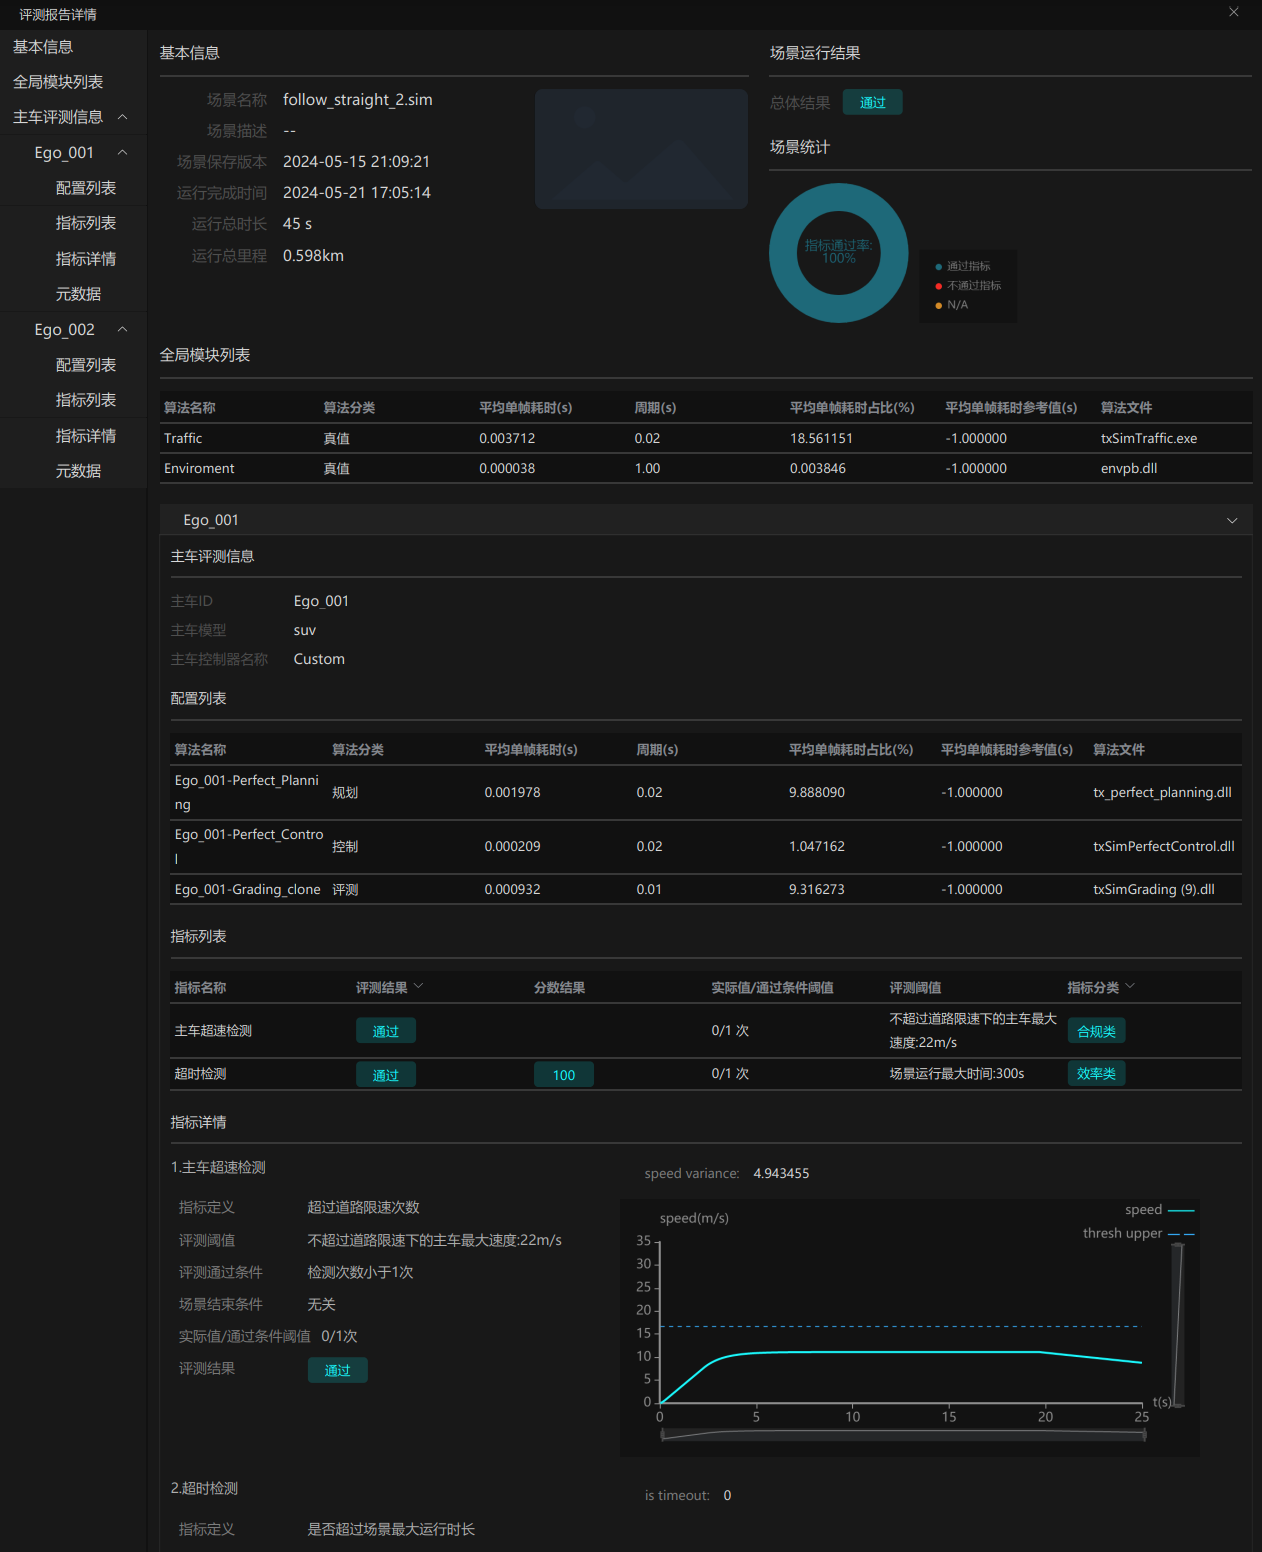 评测报告详情
基本信息
全局模块列表
主车评测信息
Ego_001
配置列表
指标列表
指标详情
元数据
Ego_002
配置列表
指标列表
指标详情
元数据
基本信息
场景名称 follow_straight_2.sim
场景描述 --
场景保存版本 2024-05-15 21:09:21
运行完成时间 2024-05-21 17:05:14
运行总时长 45 s
运行总里程 0.598km
场景运行结果
总体结果 通过
场景统计
指标通过率:
100%
通过指标
不通过指标
N/A
全局模块列表
算法名称 算法分类 平均单帧耗时(s) 周期(s) 平均单帧耗时占比(%) 平均单帧耗时参考值(s) 算法文件
Traffic 真值 0.003712 0.02 18.561151 -1.000000 txSimTraffic.exe
Enviroment 真值 0.000038 1.00 0.003846 -1.000000 envpb.dll
Ego_001
主车评测信息
主车ID Ego_001
主车模型 suv
主车控制器名称 Custom
配置列表
算法名称 算法分类 平均单帧耗时(s) 周期(s) 平均单帧耗时占比(%) 平均单帧耗时参考值(s) 算法文件
Ego_001-Perfect_Planni
ng 规划 0.001978 0.02 9.888090 -1.000000 tx_perfect_planning.dll
Ego_001-Perfect_Contro
l 控制 0.000209 0.02 1.047162 -1.000000 txSimPerfectControl.dll
Ego_001-Grading_clone 评测 0.000932 0.01 9.316273 -1.000000 txSimGrading (9).dll
指标列表
指标名称 评测结果 分数结果 实际值/通过条件阈值 评测阈值 指标分类
主车超速检测 通过 0/1 次 不超过道路限速下的主车最大
速度:22m/s 合规类
超时检测 通过 100 0/1 次 场景运行最大时间:300s 效率类
指标详情
1.主车超速检测
指标定义 超过道路限速次数
评测阈值 不超过道路限速下的主车最大速度:22m/s
评测通过条件 检测次数小于1次
场景结束条件 无关
实际值/通过条件阈值 0/1次
评测结果 通过
speed variance: 4.943455
speed(m/s)
speed
thresh upper
35
30
25
20
15
10
5
0
0 5 10 15 20 25
t(s)
2.超时检测
is timeout: 0
指标定义 是否超过场景最大运行时长